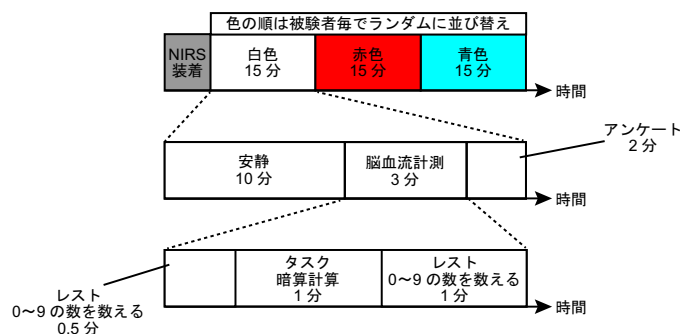 色の順は被験者毎でランダムに並び替え
NIRS
装着
白色
15 分
赤色
15 分
青色
15 分
時間
アンケート
2 分
安静
10 分
脳血流計測
3 分
時間
タスク
暗算計算
1 分
レスト
0～9 の数を数える
1 分
レスト
0～9 の数を数える
0.5 分
時間